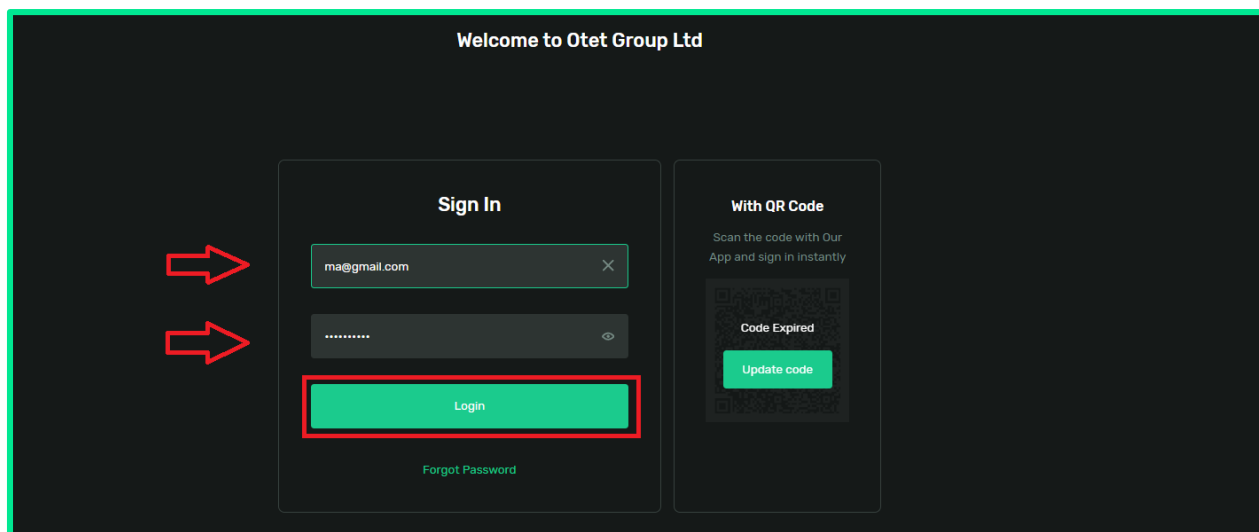 Welcome to Otet Group Ltd
Sign In
ma@gmail.com
••••••••••
Login
Forgot Password
With QR Code
Scan the code with Our
App and sign in instantly
Code Expired
Update code